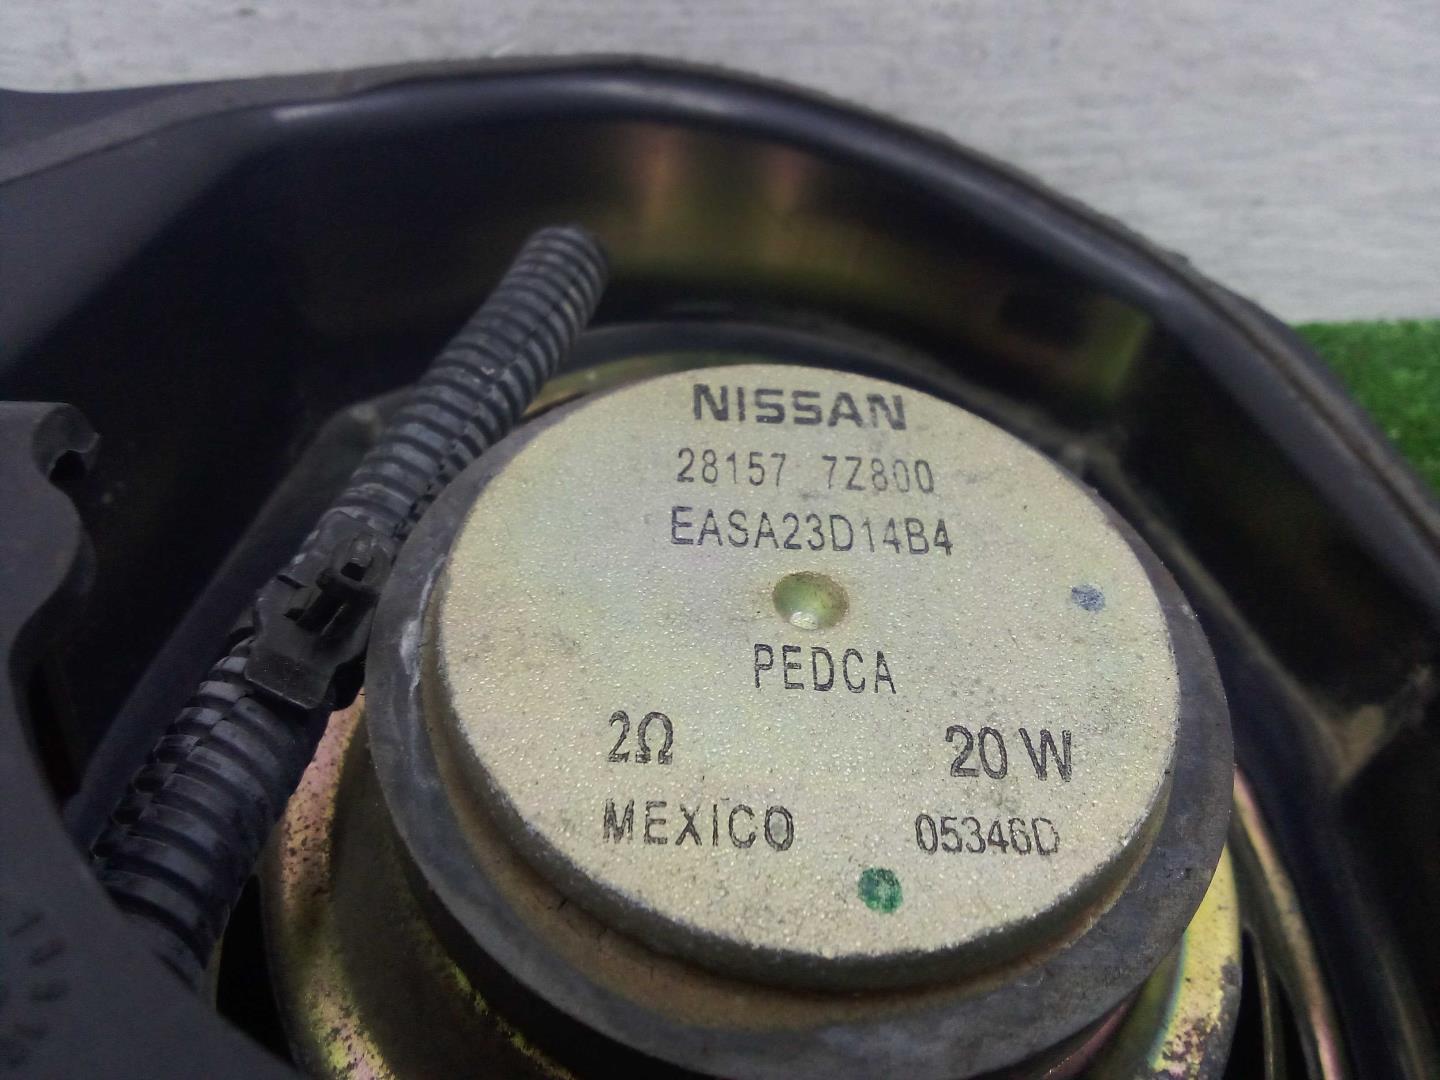 NISSAN
28157 7Z800
EASA23D14B4
PEDCA
2Ω 20 W
MEXICO 05346D